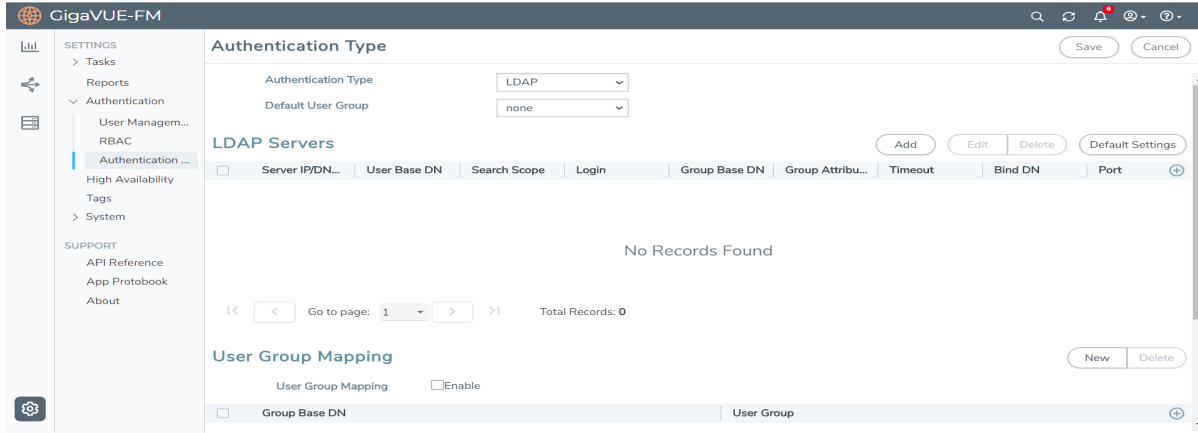 GigaVUE-FM
6
SETTINGS
Tasks
Reports
Authentication
User Managem...
RBAC
Authentication ...
High Availability
Tags
System
SUPPORT
API Reference
App Protobook
About
Authentication Type
Save Cancel
Authentication Type LDAP
Default User Group none
LDAP Servers
Add Edit Delete Default Settings
Server IP/DN... User Base DN Search Scope Login Group Base DN Group Attribu... Timeout Bind DN Port
No Records Found
Go to page: 1 Total Records: 0
User Group Mapping
New Delete
User Group Mapping Enable
Group Base DN User Group